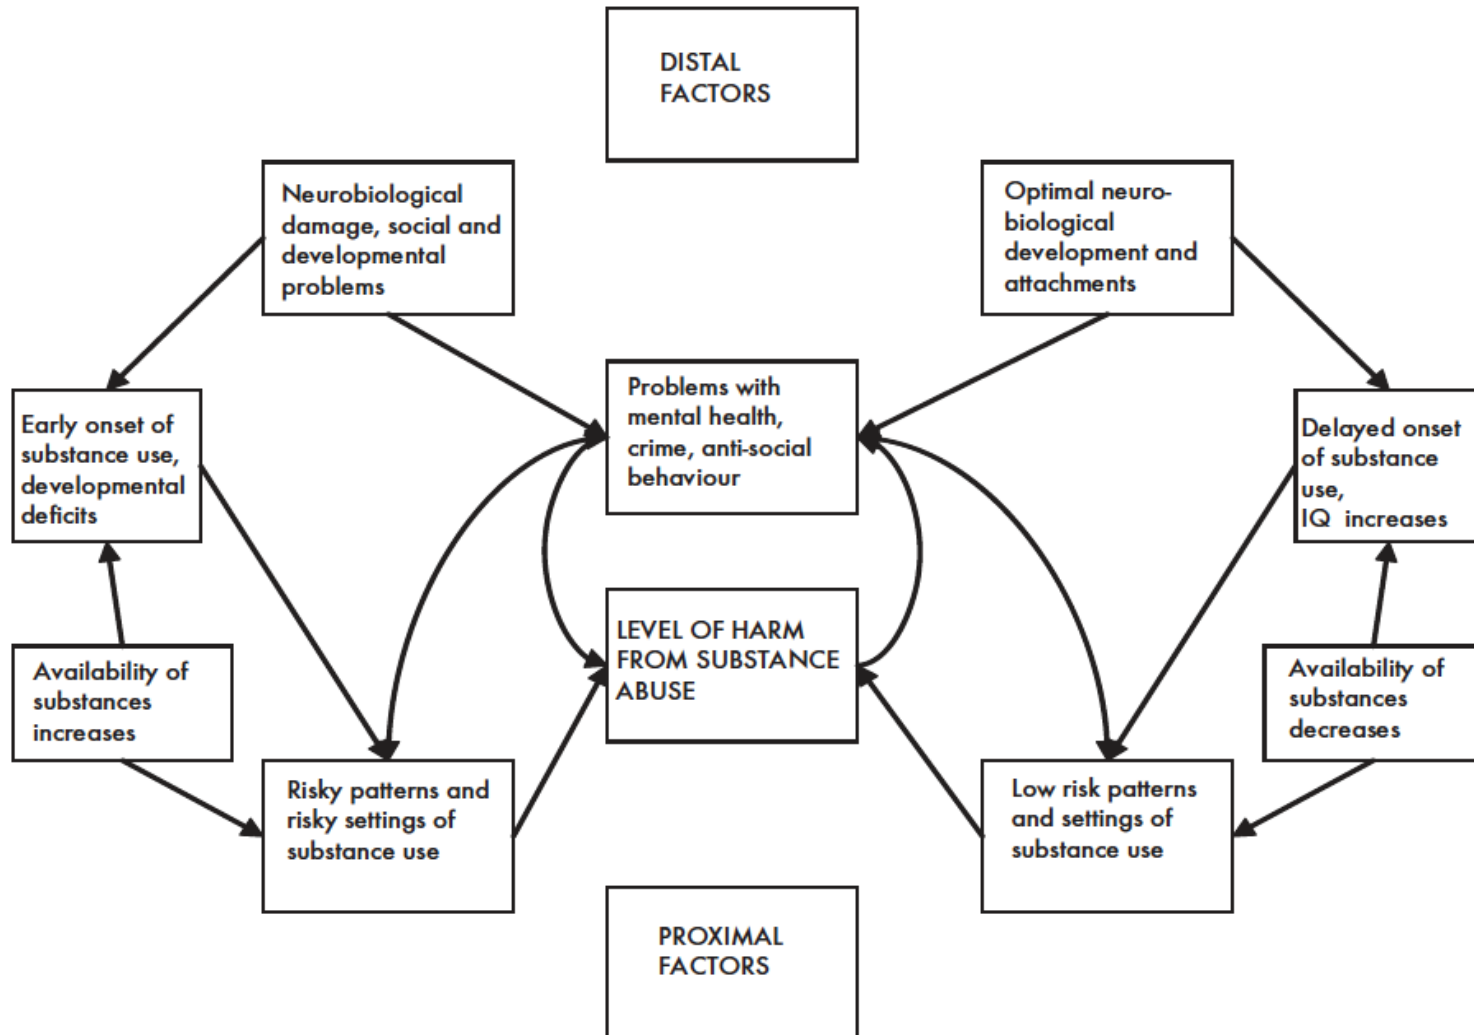 DISTAL
FACTORS
Neurobiological
damage, social and
developmental
problems
Optimal neuro-
biological
development and
attachments
Problems with
mental health,
crime, anti-social
behaviour
Early onset of
substance use,
developmental
deficits
Delayed onset
of substance
use,
IQ increases
LEVEL OF HARM
FROM SUBSTANCE
ABUSE
Availability of
substances
increases
Availability of
substances
decreases
Risky patterns and
risky settings of
substance use
Low risk patterns
and settings of
substance use
PROXIMAL
FACTORS